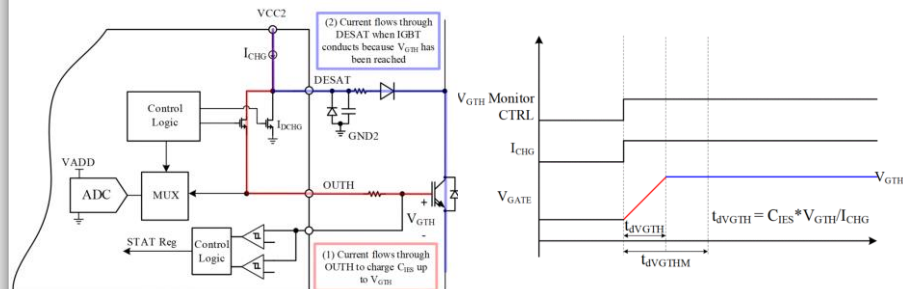 VCC2
(2) Current flows through
DESAT when IGBT
conducts because VGTH has
been reached
ICHG
DESAT
Control
Logic
IDCHG
GND2
VADD
ADC
MUX
OUTH
+
VGTH
-
STAT Reg
Control
Logic
(1) Current flows through
OUTH to charge CIES up
to VGTH
VGTH Monitor
CTRL
ICHG
VGATE
VGTH
tdVGTH = CIES*VGTH/ICHG
tdVGTH
tdVGTHM